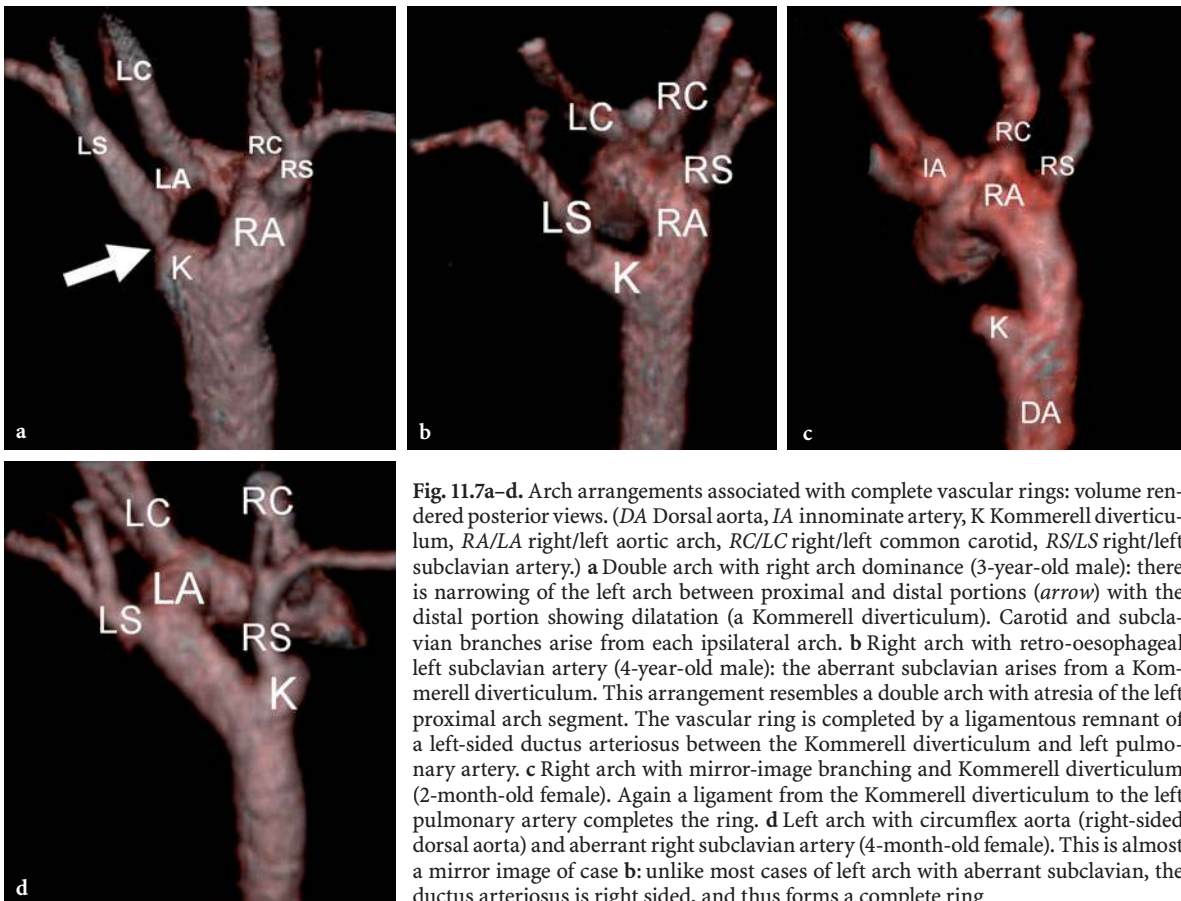 LC
LS
LA
RC
RS
RA
K
a
LC
RC
RS
LS
RA
K
b
RC
IA
RA
RS
K
DA
c
LC
RC
LA
LS
RS
K
d
Fig. 11.7a–d. Arch arrangements associated with complete vascular rings: volume ren-
dered posterior views. (DA Dorsal aorta, IA innominate artery, K Kommerell diverticu-
lum, RA/LA right/left aortic arch, RC/LC right/left common carotid, RS/LS right/left
subclavian artery.) a Double arch with right arch dominance (3-year-old male): there
is narrowing of the left arch between proximal and distal portions (arrow) with the
distal portion showing dilatation (a Kommerell diverticulum). Carotid and subcla-
vian branches arise from each ipsilateral arch. b Right arch with retro-oesophageal
left subclavian artery (4-year-old male): the aberrant subclavian arises from a Kom-
merell diverticulum. This arrangement resembles a double arch with atresia of the left
proximal arch segment. The vascular ring is completed by a ligamentous remnant of
a left-sided ductus arteriosus between the Kommerell diverticulum and left pulmo-
nary artery. c Right arch with mirror-image branching and Kommerell diverticulum
(2-month-old female). Again a ligament from the Kommerell diverticulum to the left
pulmonary artery completes the ring. d Left arch with circumflex aorta (right-sided
dorsal aorta) and aberrant right subclavian artery (4-month-old female). This is almost
a mirror image of case b: unlike most cases of left arch with aberrant subclavian, the
ductus arteriosus is right sided, and thus forms a complete ring